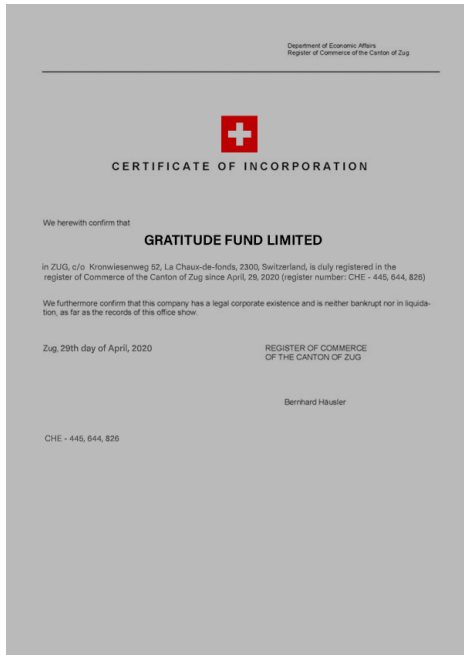 Department of Economic Affairs
Register of Commerce of the Canton of Zug
CERTIFICATE OF INCORPORATION
We herewith confirm that
GRATITUDE FUND LIMITED
in ZUG, c/o Kronwiesenweg 52, La Chaux-de-fonds, 2300, Switzerland, is duly registered in the
register of Commerce of the Canton of Zug since April, 29, 2020 (register number: CHE - 445, 644, 826)
We furthermore confirm that this company has a legal corporate existence and is neither bankrupt nor in liquida-
tion, as far as the records of this office show.
Zug, 29th day of April, 2020
REGISTER OF COMMERCE
OF THE CANTON OF ZUG
Bernhard Häusler
CHE - 445, 644, 826